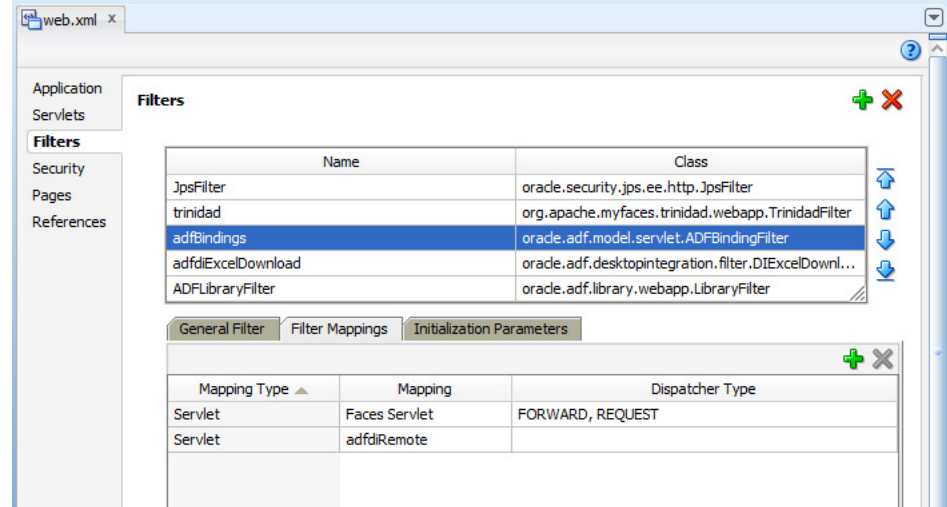 web.xml x
Application
Servlets
Filters
Security
Pages
References
Filters
Name Class
JpsFilter oracle.security.jps.ee.http.JpsFilter
trinidad org.apache.myfaces.trinidad.webapp.TrinidadFilter
adfBindings oracle.adf.model.servlet.ADFBindingFilter
adfdiExcelDownload oracle.adf.desktopintegration.filter.DIExcelDownl...
ADFLibraryFilter oracle.adf.library.webapp.LibraryFilter
General Filter Filter Mappings Initialization Parameters
Mapping Type Mapping Dispatcher Type
Servlet Faces Servlet FORWARD, REQUEST
Servlet adfdiRemote